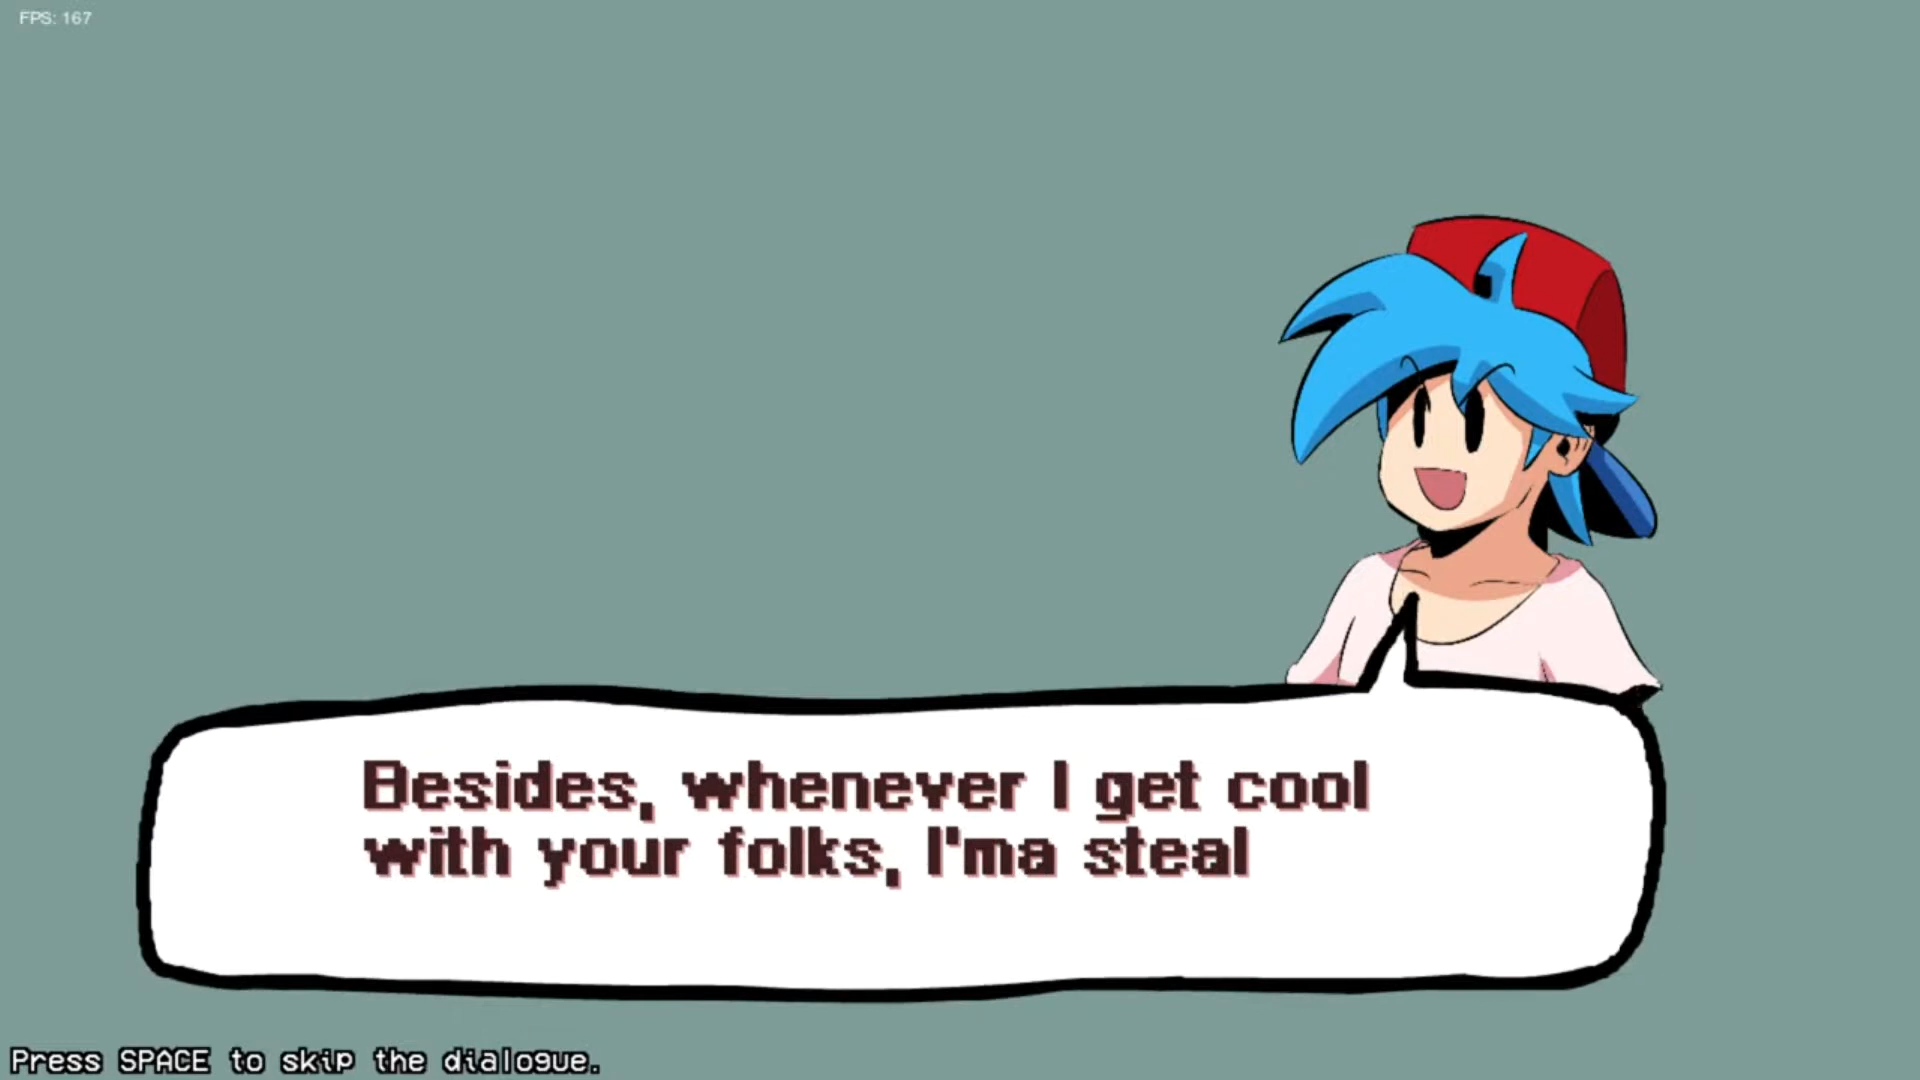 FPS: 167
Besides, whenever I get cool
with your folks, I'ma steal
Press SPACE to skip the dialogue.